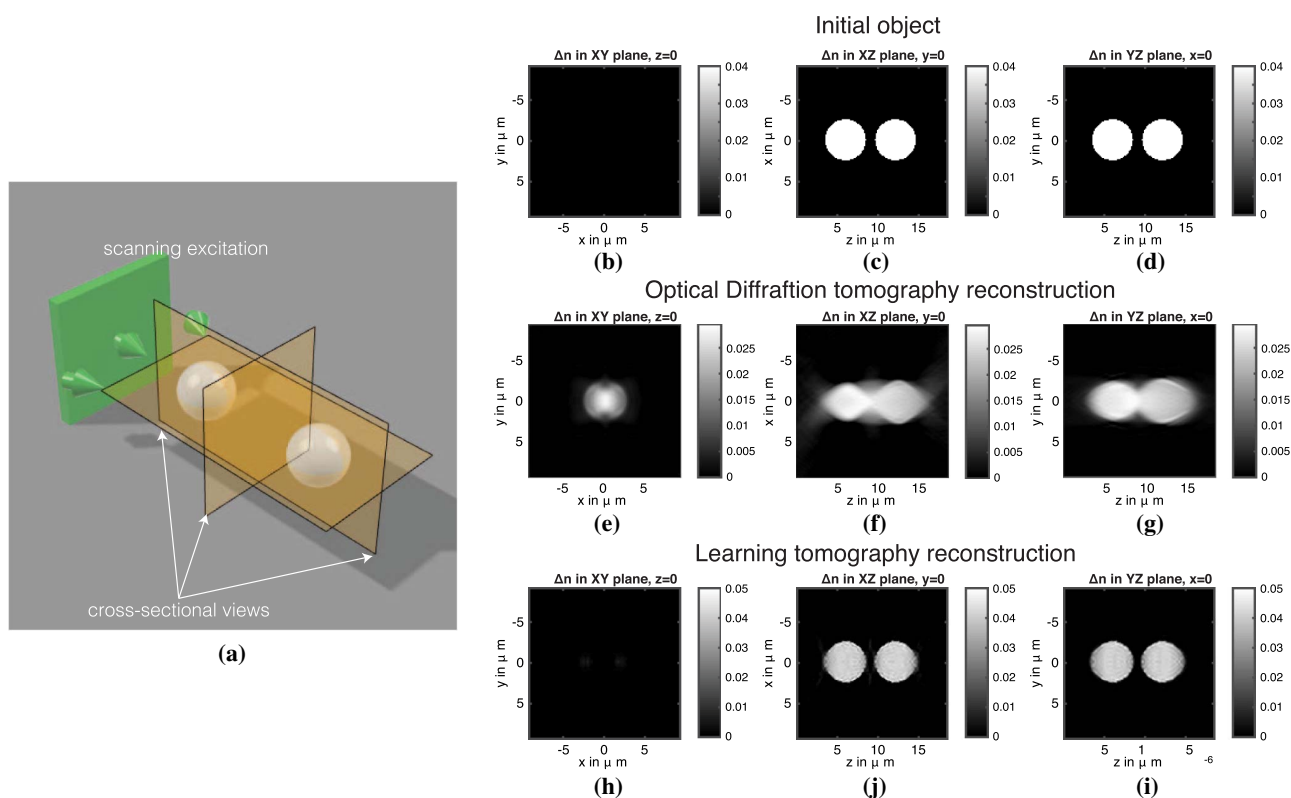 scanning excitation
cross-sectional views
(a)
Initial object
Δn in XY plane, z=0
0.04
0.03
0.02
0.01
0
-5
0
5
y in μ m
-5 0 5
x in μ m
(b)
Δn in XZ plane, y=0
0.04
0.03
0.02
0.01
0
-5
0
5
x in μ m
5 10 15
z in μ m
(c)
Δn in YZ plane, x=0
0.04
0.03
0.02
0.01
0
-5
0
5
y in μ m
5 10 15
z in μ m
(d)
Optical Diffraftion tomography reconstruction
Δn in XY plane, z=0
0.025
0.02
0.015
0.01
0.005
0
-5
0
5
y in μ m
-5 0 5
x in μ m
(e)
Δn in XZ plane, y=0
0.025
0.02
0.015
0.01
0.005
0
-5
0
5
x in μ m
5 10 15
z in μ m
(f)
Δn in YZ plane, x=0
0.025
0.02
0.015
0.01
0.005
0
-5
0
5
y in μ m
5 10 15
z in μ m
(g)
Learning tomography reconstruction
Δn in XY plane, z=0
0.05
0.04
0.03
0.02
0.01
0
-5
0
5
y in μ m
-5 0 5
x in μ m
(h)
Δn in XZ plane, y=0
0.05
0.04
0.03
0.02
0.01
0
-5
0
5
x in μ m
5 10 15
z in μ m
(j)
Δn in YZ plane, x=0
0.05
0.04
0.03
0.02
0.01
0
-5
0
5
y in μ m
5 1 5
z in μ m -6
(i)